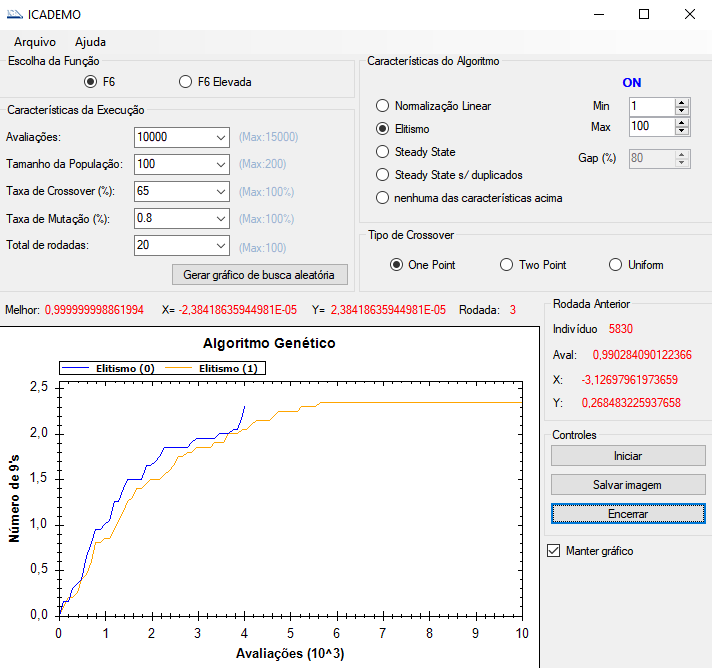 ICADEMO
Arquivo Ajuda
Escolha da Função
F6 F6 Elevada
Características da Execução
Avaliações: 10000 (Max:15000)
Tamanho da População: 100 (Max:200)
Taxa de Crossover (%): 65 (Max:100%)
Taxa de Mutação (%): 0.8 (Max:100%)
Total de rodadas: 20 (Max:100)
Gerar gráfico de busca aleatória
Características do Algoritmo
ON
Normalização Linear
Elitismo
Steady State
Steady State s/ duplicados
nenhuma das características acima
Min 1
Max 100
Gap (%) 80
Tipo de Crossover
One Point Two Point Uniform
Melhor: 0,999999998861994 X= -2,38418635944981E-05 Y= 2,38418635944981E-05 Rodada: 3
Algoritmo Genético
Elitismo (0) Elitismo (1)
Número de 9's
2,5
2,0
1,5
1,0
0,5
0,0
0 1 2 3 4 5 6 7 8 9 10
Avaliações (10^3)
Rodada Anterior
Indivíduo 5830
Aval: 0,990284090122366
X: -3,12697961973659
Y: 0,268483225937658
Controles
Iniciar
Salvar imagem
Encerrar
Manter gráfico